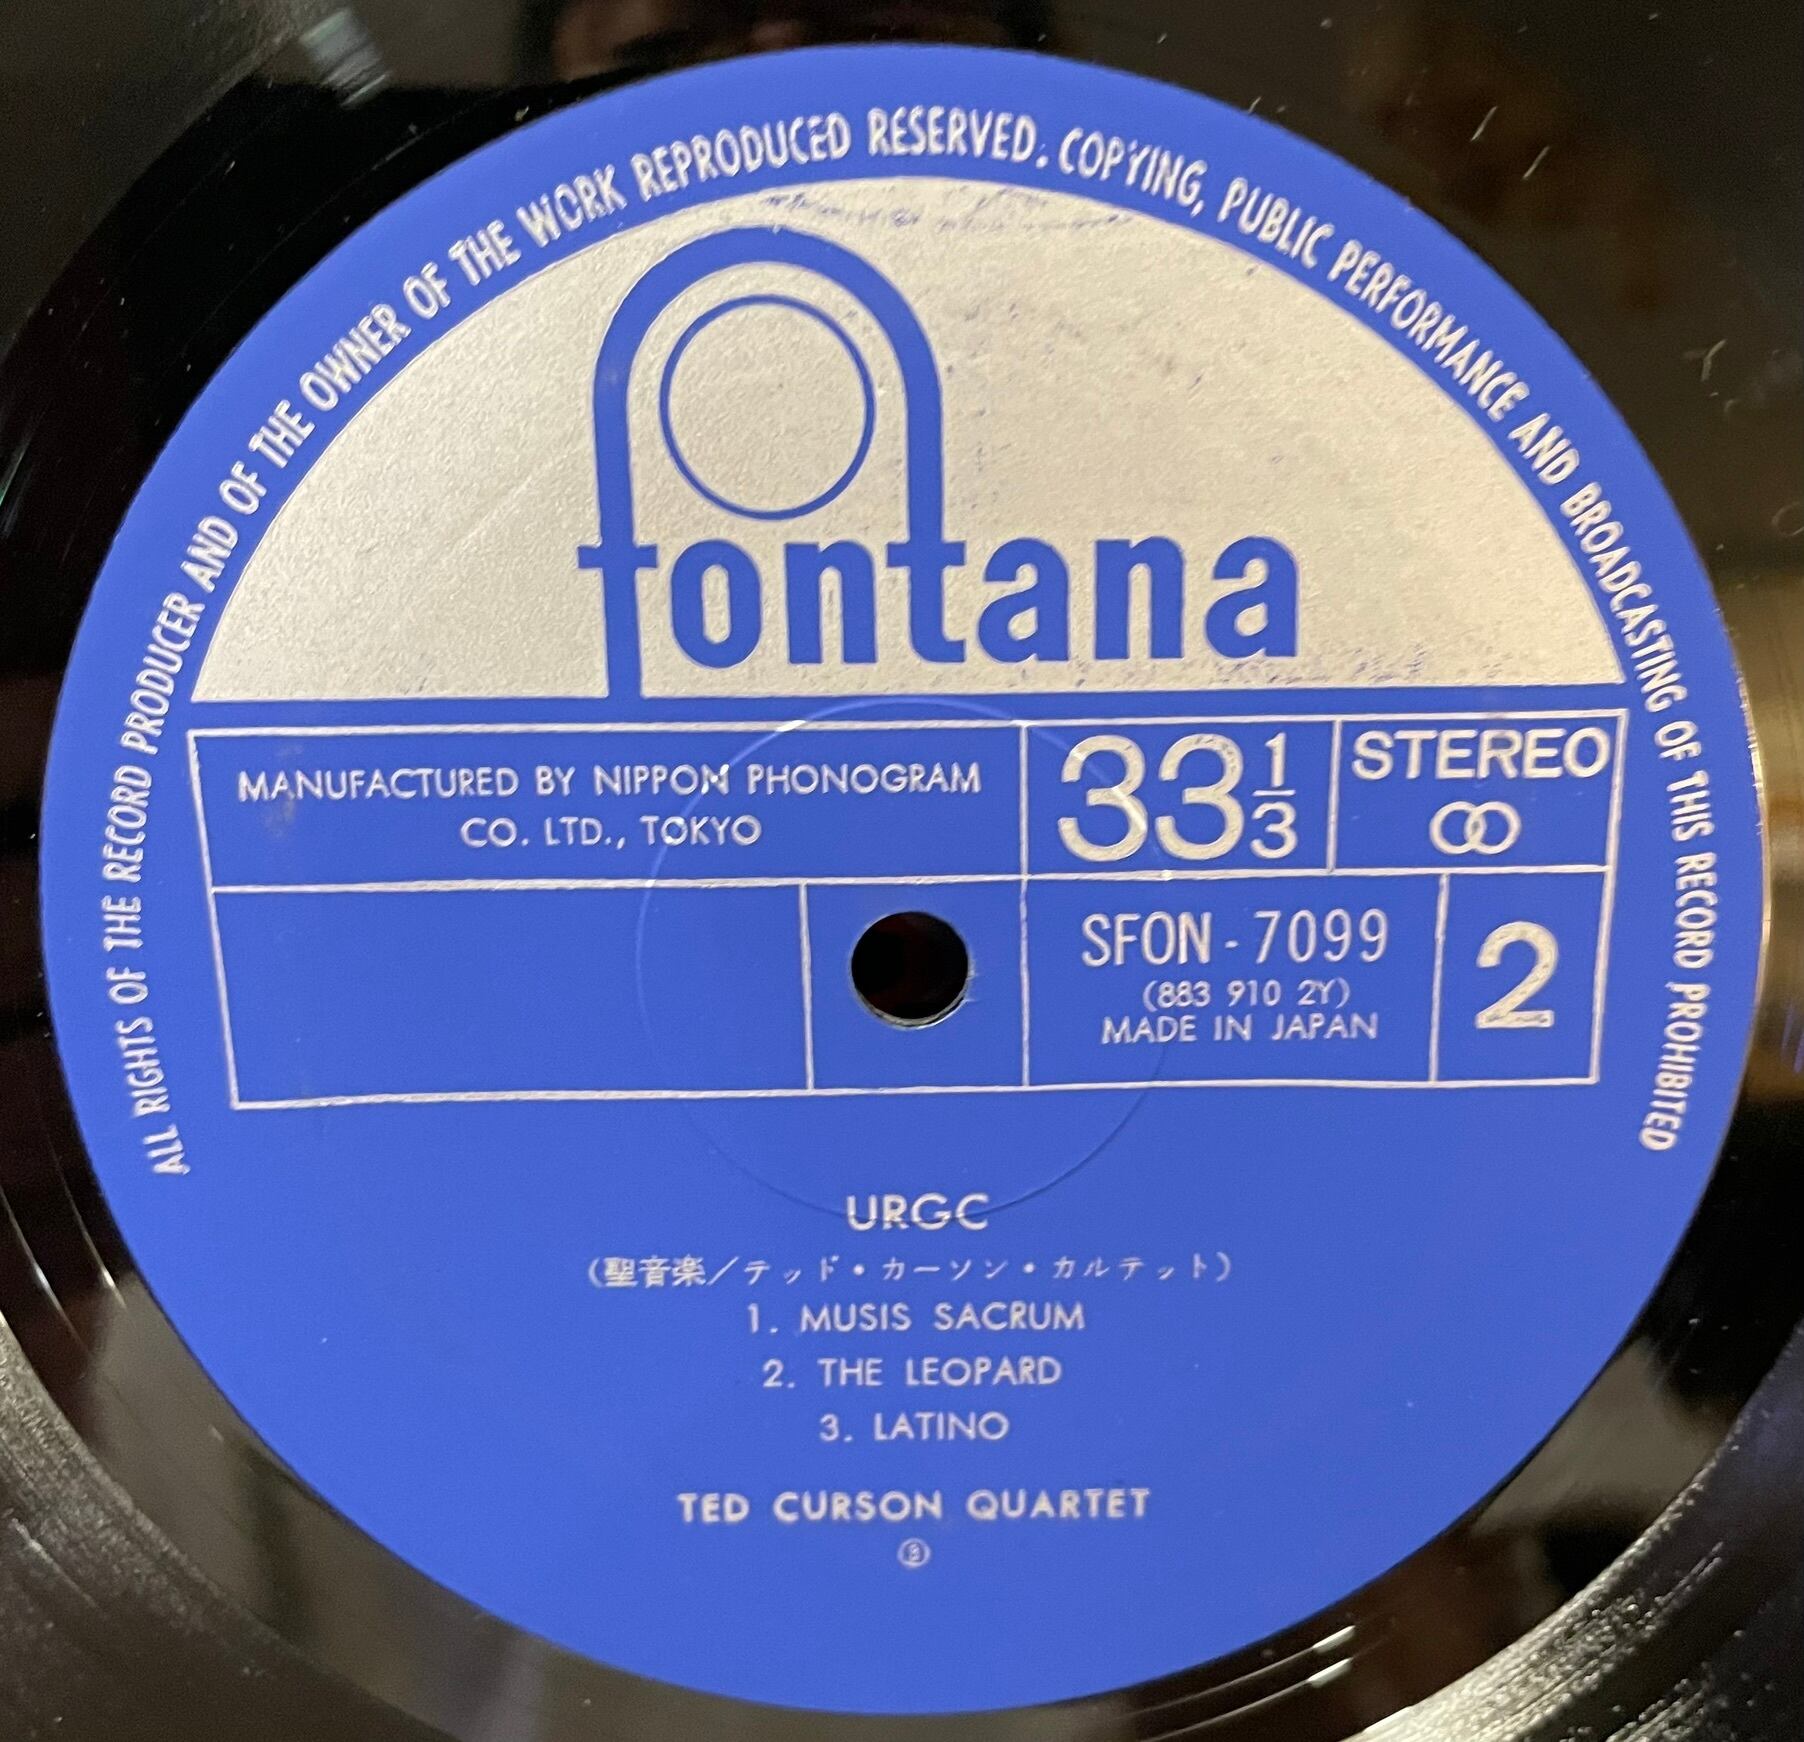 ALL RIGHTS OF THE RECORD PRODUCER AND OF THE OWNER OF THE WORK REPRODUCED RESERVED. COPYING, PUBLIC PERFORMANCE AND BROADCASTING OF THIS RECORD PROHIBITED
fontana
MANUFACTURED BY NIPPON PHONOGRAM
CO. LTD., TOKYO
33 1/3
STEREO
SFON-7099
(883 910 2Y)
MADE IN JAPAN
2
URGC
(聖音楽/テッド・カーソン・カルテット)
1. MUSIS SACRUM
2. THE LEOPARD
3. LATINO
TED CURSON QUARTET